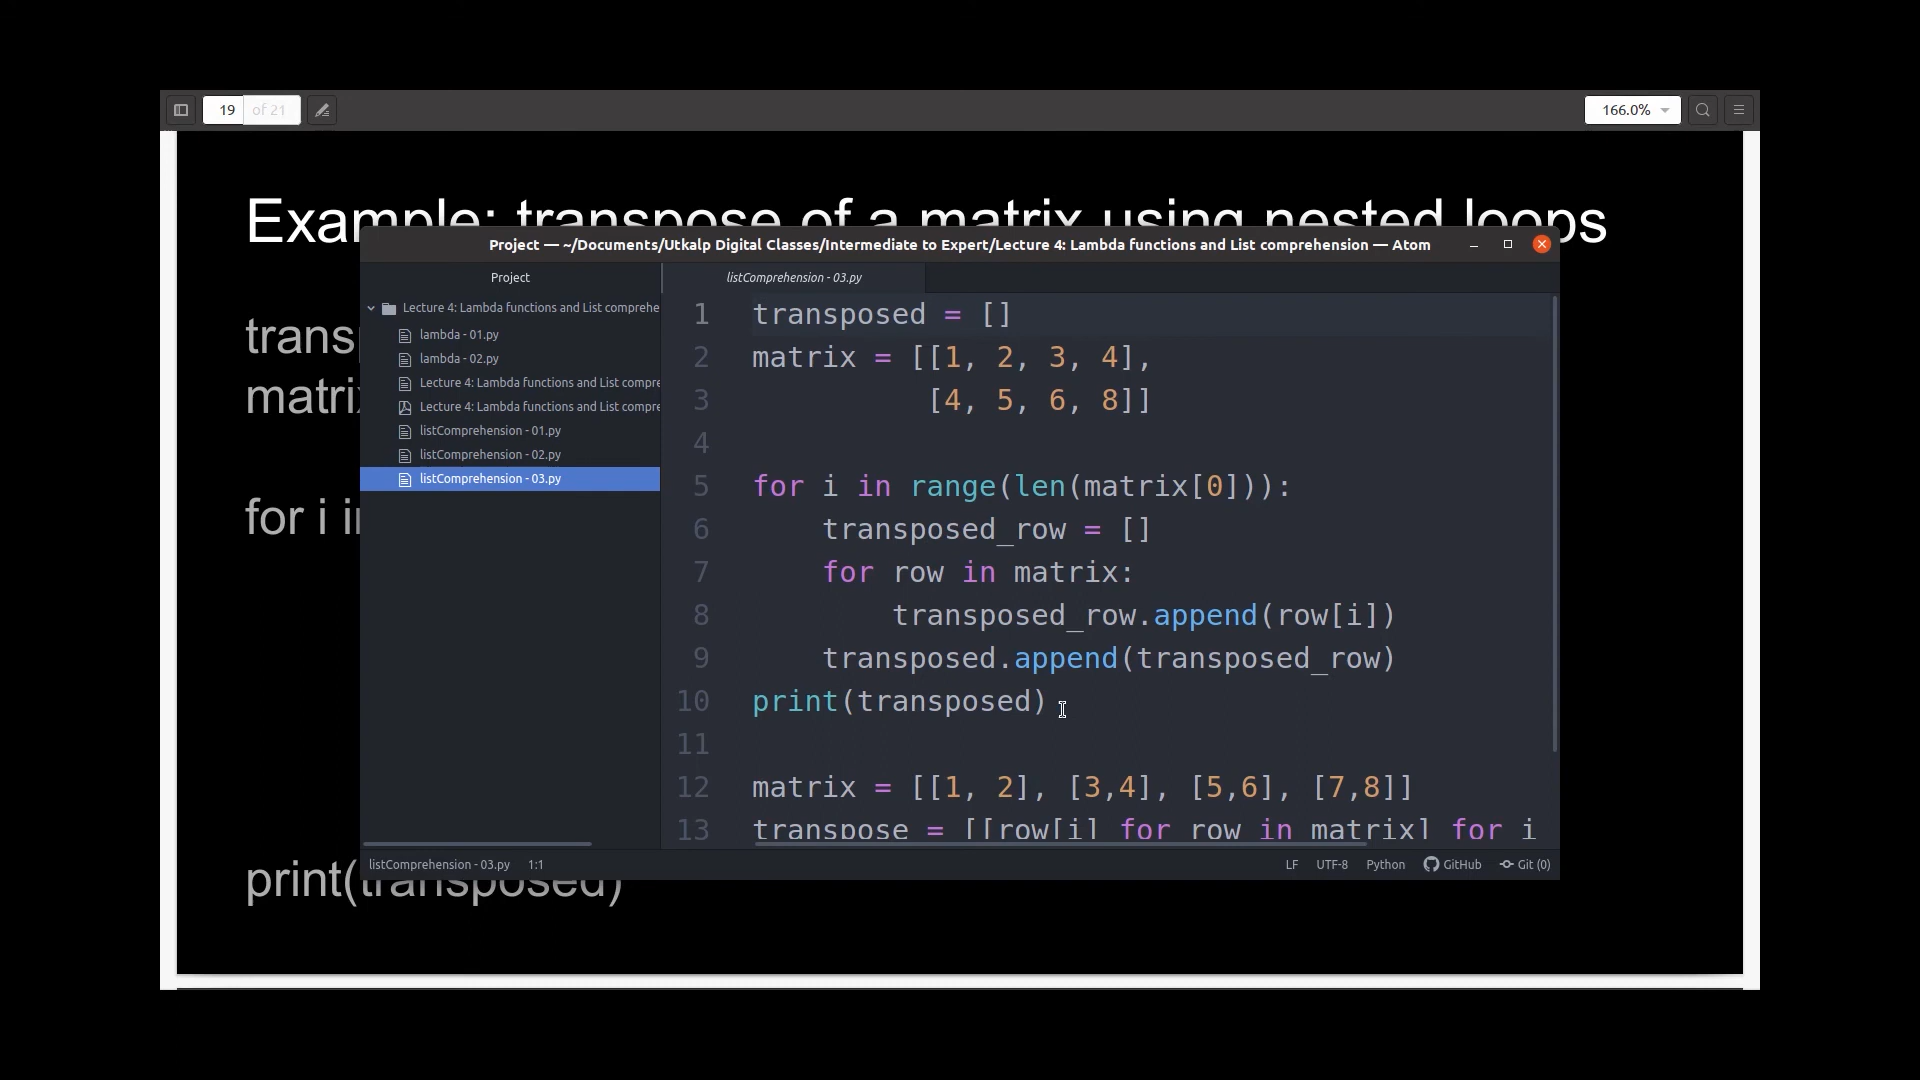 19 of 21
166.0%
Example: transpose of a matrix using nested loops
Project — ~/Documents/Utkalp Digital Classes/Intermediate to Expert/Lecture 4: Lambda functions and List comprehension — Atom
Project
Lecture 4: Lambda functions and List comprehe
lambda - 01.py
lambda - 02.py
Lecture 4: Lambda functions and List compre
Lecture 4: Lambda functions and List compre
listComprehension - 01.py
listComprehension - 02.py
listComprehension - 03.py
listComprehension - 03.py
1 transposed = []
2 matrix = [[1, 2, 3, 4],
3 [4, 5, 6, 8]]
4
5 for i in range(len(matrix[0])):
6 transposed_row = []
7 for row in matrix:
8 transposed_row.append(row[i])
9 transposed.append(transposed_row)
10 print(transposed)
11
12 matrix = [[1, 2], [3,4], [5,6], [7,8]]
13 transpose = [[row[i] for row in matrix] for i
listComprehension - 03.py 1:1
LF UTF-8 Python GitHub Git (0)
trans
matri
for i i
print(transposed)